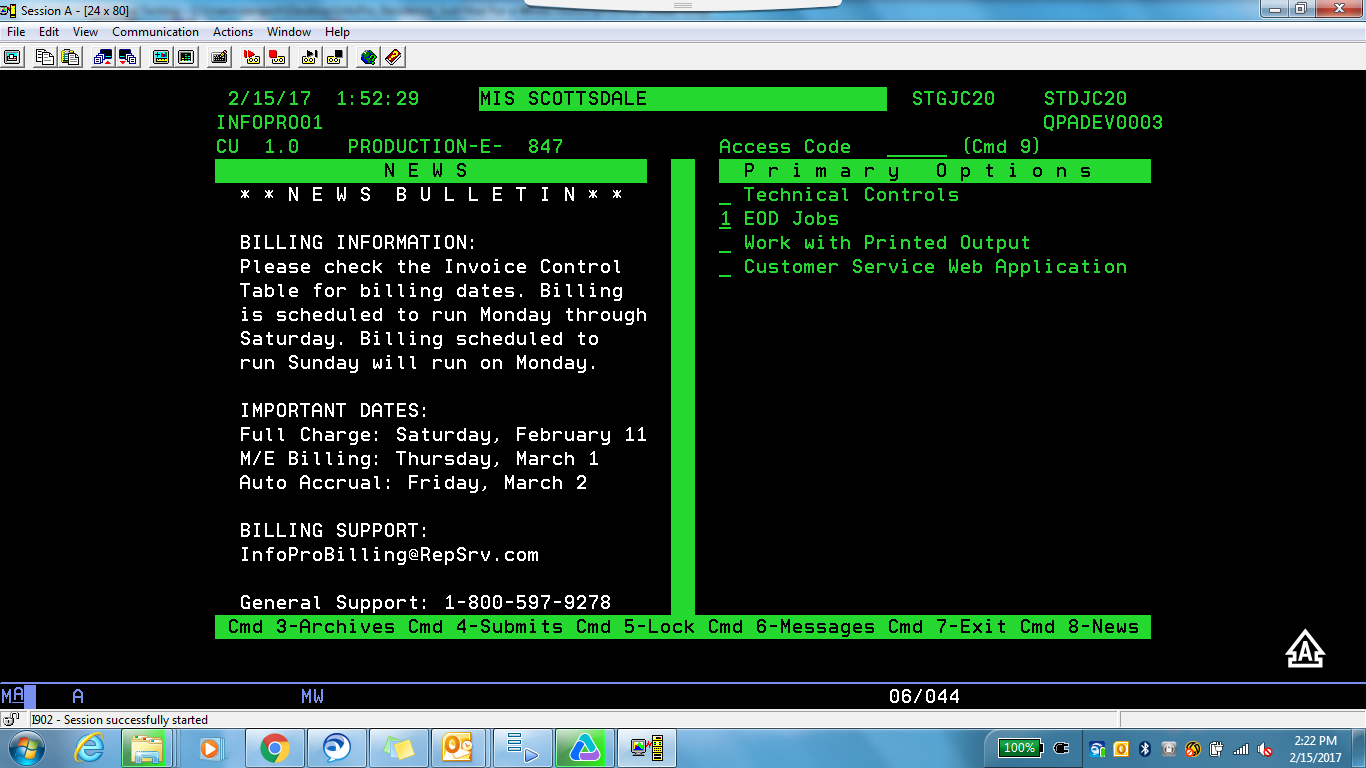 Session A - [24 x 80]
File Edit View Communication Actions Window Help
2/15/17 1:52:29 MIS SCOTTSDALE STGJC20 STDJC20
INFOPRO01 QPADEV0003
CU 1.0 PRODUCTION-E- 847 Access Code ______ (Cmd 9)
N E W S P r i m a r y O p t i o n s
* * N E W S B U L L E T I N * * _ Technical Controls
1 EOD Jobs
BILLING INFORMATION: _ Work with Printed Output
Please check the Invoice Control _ Customer Service Web Application
Table for billing dates. Billing
is scheduled to run Monday through
Saturday. Billing scheduled to
run Sunday will run on Monday.
IMPORTANT DATES:
Full Charge: Saturday, February 11
M/E Billing: Thursday, March 1
Auto Accrual: Friday, March 2
BILLING SUPPORT:
InfoProBilling@RepSrv.com
General Support: 1-800-597-9278
Cmd 3-Archives Cmd 4-Submits Cmd 5-Lock Cmd 6-Messages Cmd 7-Exit Cmd 8-News
A
MA A MW 06/044
I902 - Session successfully started
100% 2:22 PM
2/15/2017